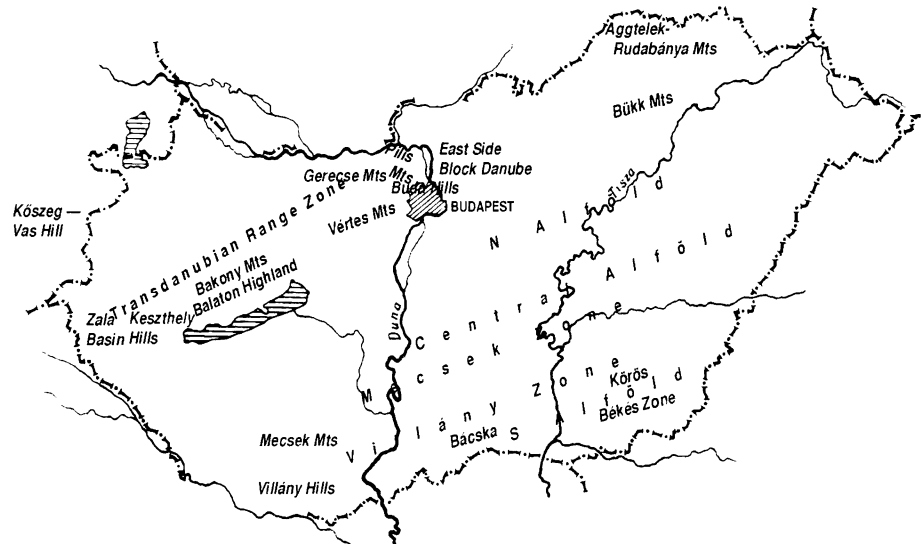 Aggtelek-
Rudabánya Mts
Bükk Mts
Pilis
Mts
East Side
Block Danube
Gerecse Mts
Buda Hills
BUDAPEST
Vértes Mts
Tisza
Kőszeg —
Vas Hill
Transdanubian Range Zone
N Alföld
Bakony Mts
Balaton Highland
Central Alföld
Zala
Basin Hills
Keszthely
Duna
Mecsek Zone
Villány Zone
Körös
Békés Zone
S Alföld
Bácska
Mecsek Mts
Villány Hills